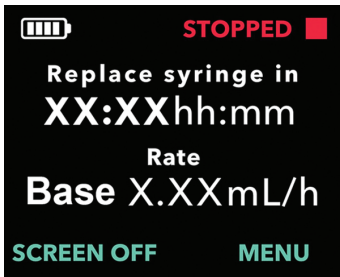 STOPPED
Replace syringe in
XX:XXhh:mm
Rate
Base X.XXmL/h
SCREEN OFF MENU